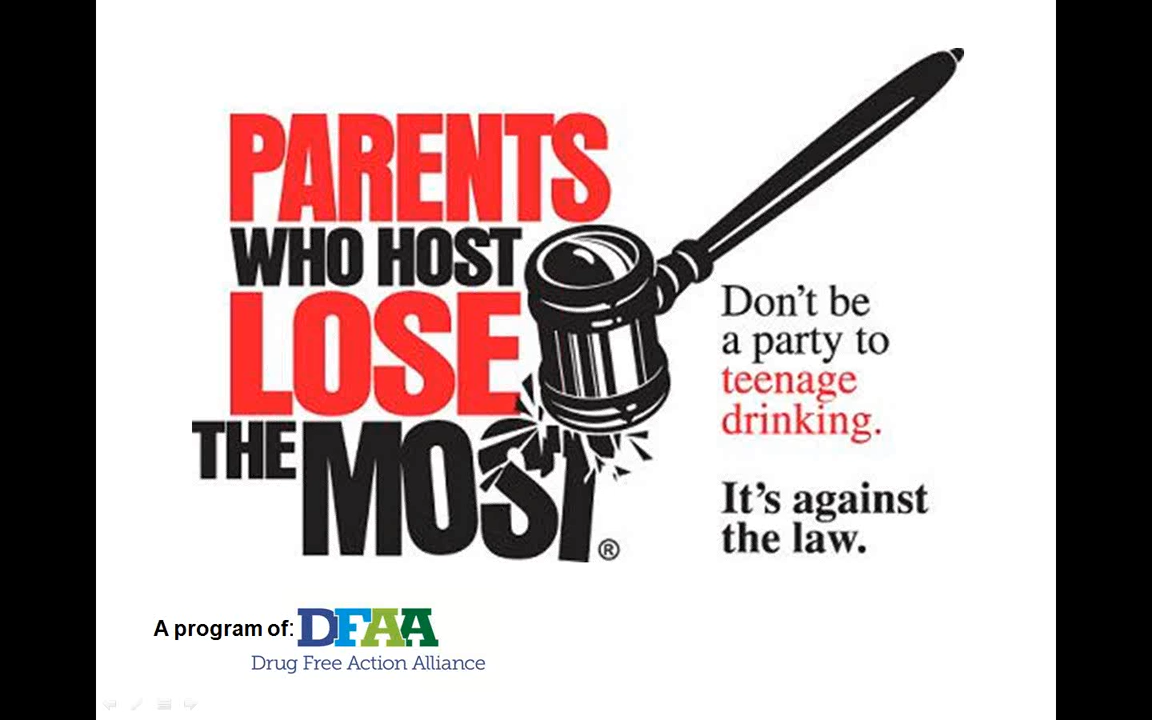 PARENTS
WHO HOST
LOSE
THE MOST®
Don't be
a party to
teenage
drinking.
It's against
the law.
A program of: DFAA
Drug Free Action Alliance